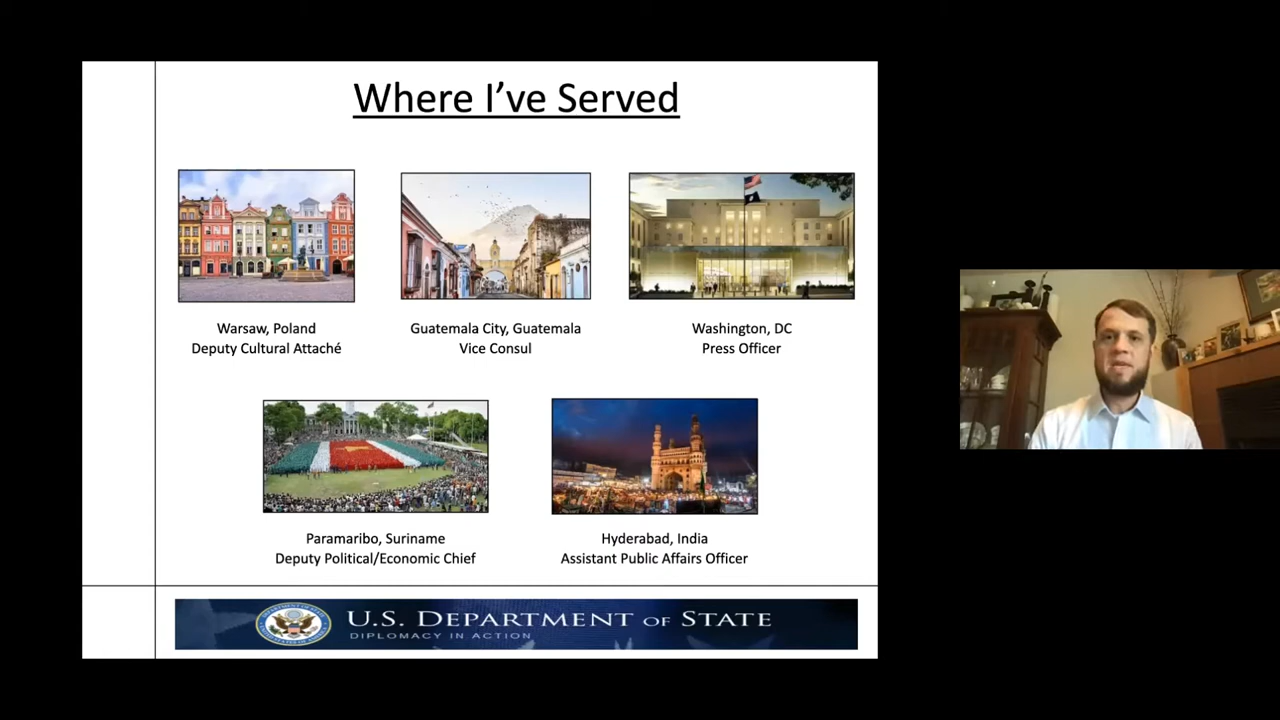 Where I’ve Served
Warsaw, Poland
Deputy Cultural Attaché
Guatemala City, Guatemala
Vice Consul
Washington, DC
Press Officer
Paramaribo, Suriname
Deputy Political/Economic Chief
Hyderabad, India
Assistant Public Affairs Officer
U.S. DEPARTMENT OF STATE
DIPLOMACY IN ACTION